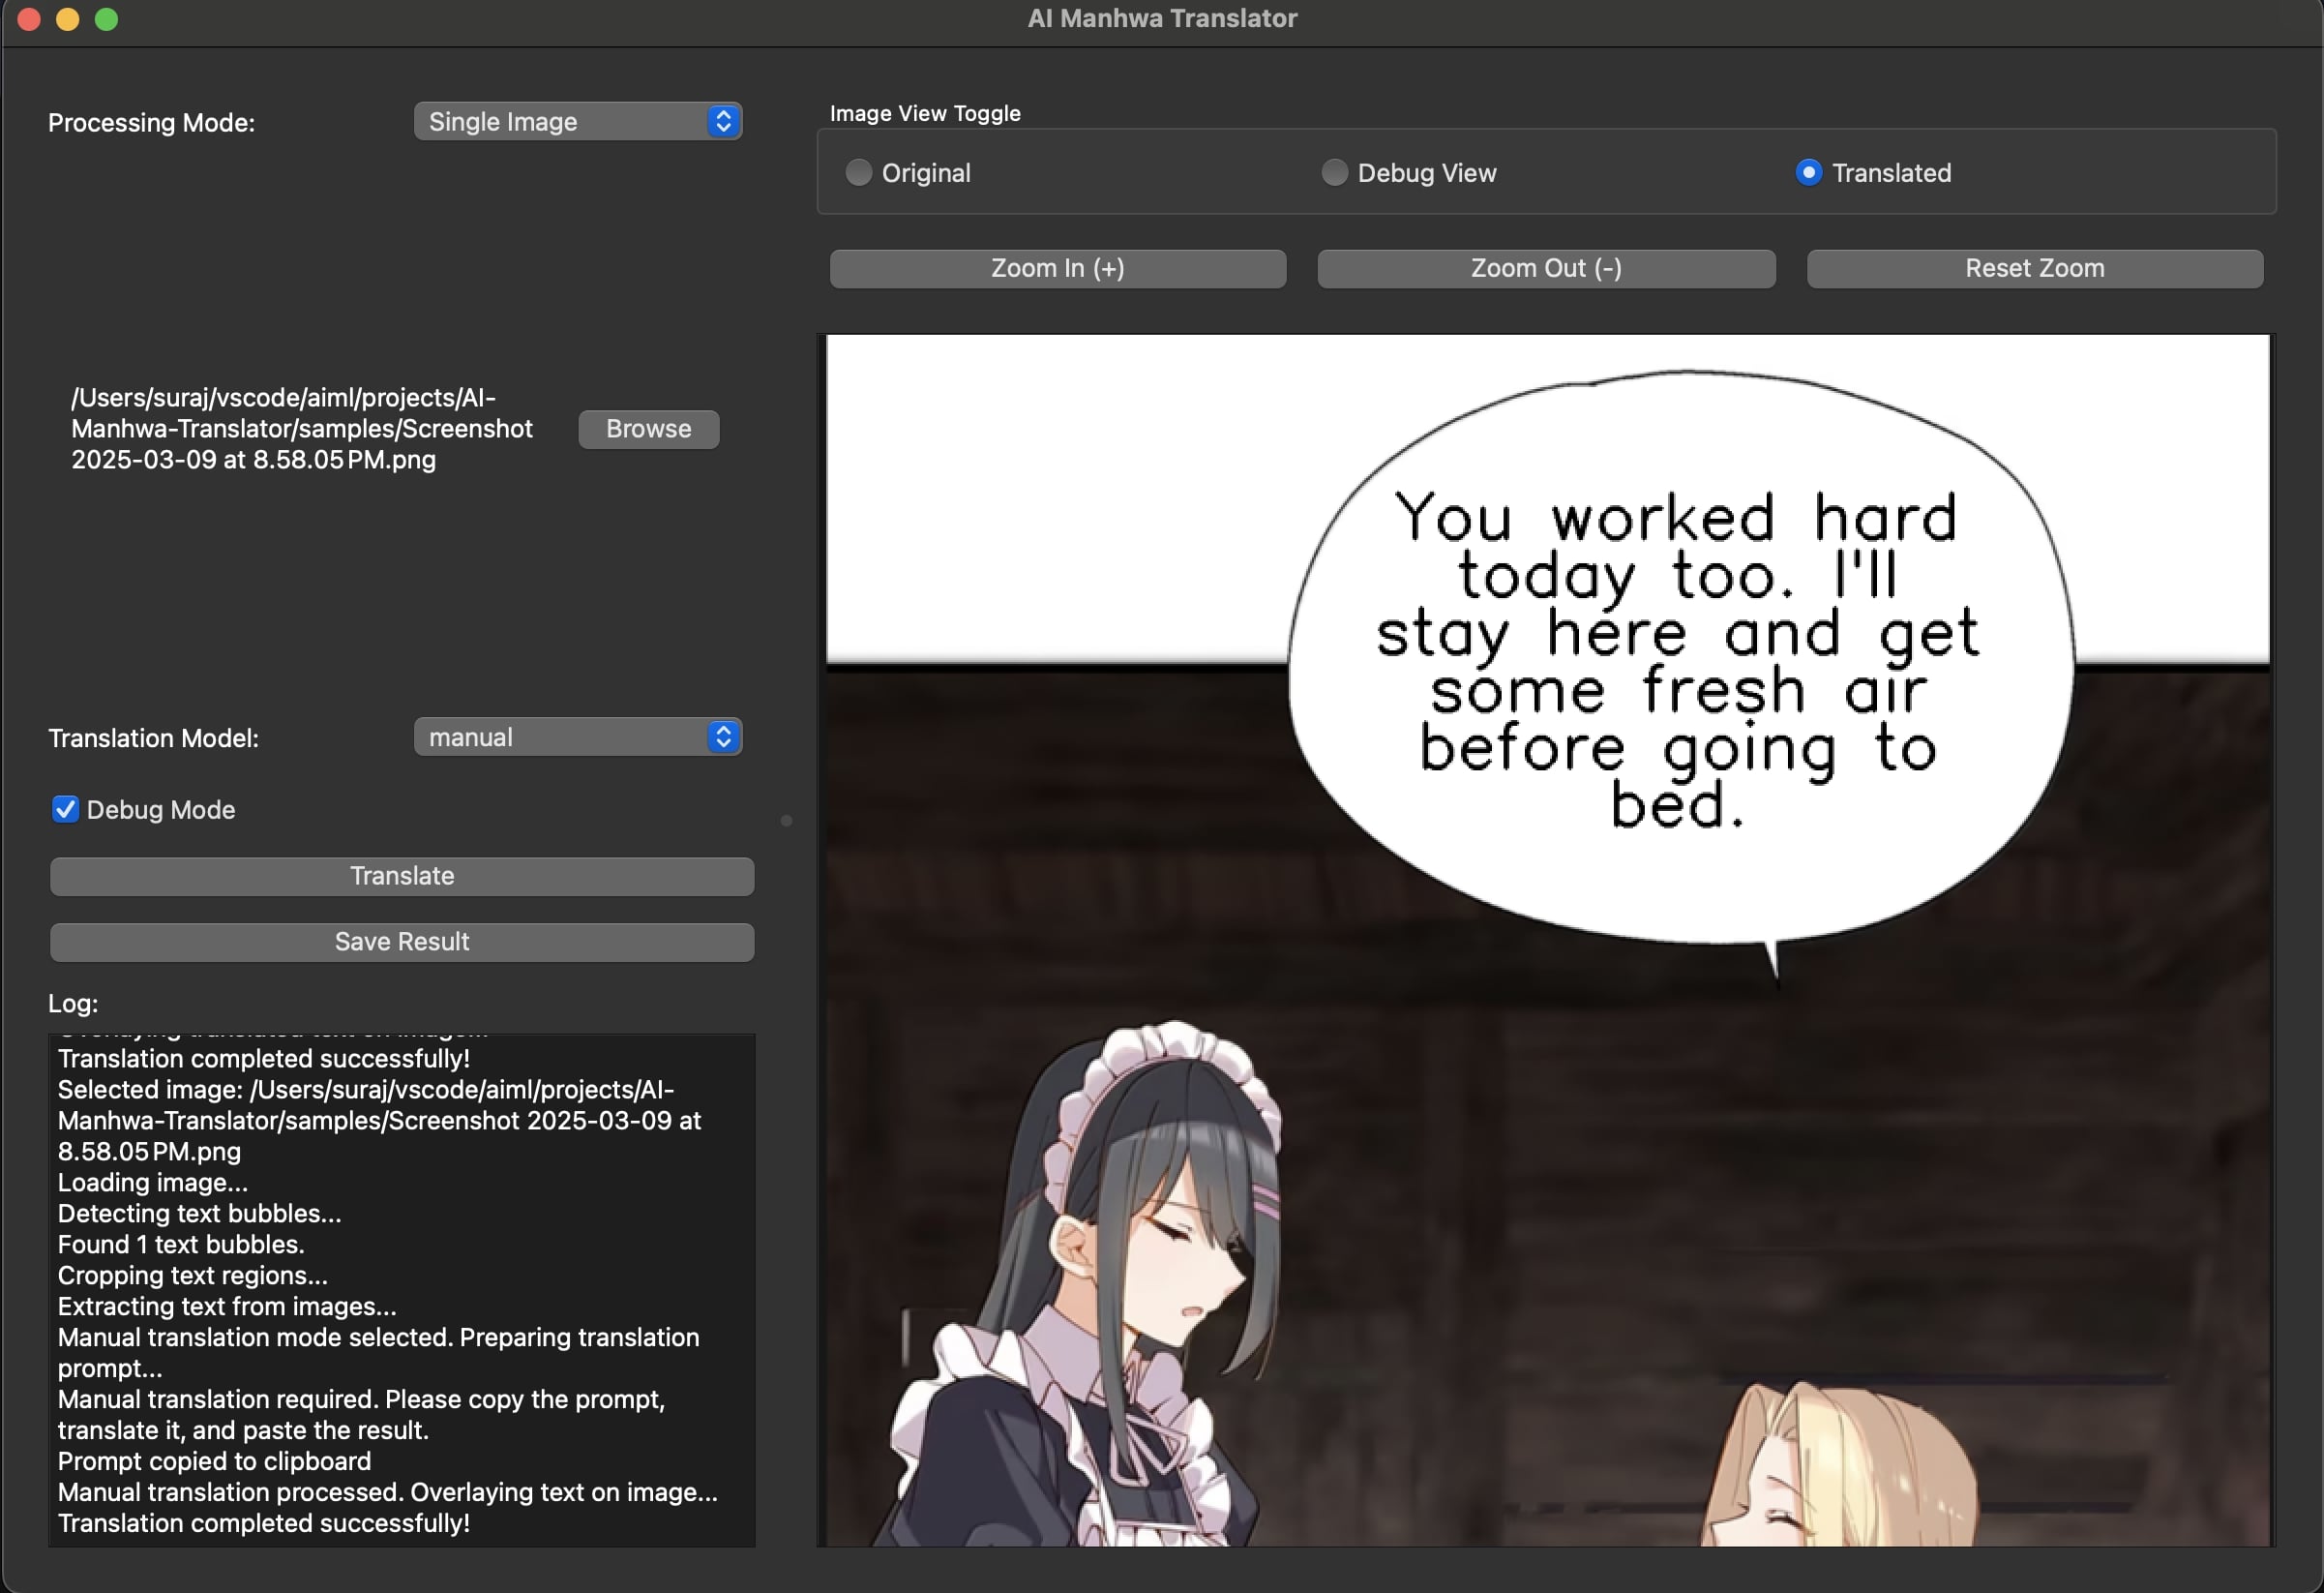 AI Manhwa Translator
Processing Mode:
Single Image
/Users/suraj/vscode/aiml/projects/AI-
Manhwa-Translator/samples/Screenshot
2025-03-09 at 8.58.05 PM.png
Browse
Translation Model:
manual
Debug Mode
Translate
Save Result
Log:
Overlaying translated text on image...
Translation completed successfully!
Selected image: /Users/suraj/vscode/aiml/projects/AI-
Manhwa-Translator/samples/Screenshot 2025-03-09 at
8.58.05 PM.png
Loading image...
Detecting text bubbles...
Found 1 text bubbles.
Cropping text regions...
Extracting text from images...
Manual translation mode selected. Preparing translation
prompt...
Manual translation required. Please copy the prompt,
translate it, and paste the result.
Prompt copied to clipboard
Manual translation processed. Overlaying text on image...
Translation completed successfully!
Image View Toggle
Original
Debug View
Translated
Zoom In (+)
Zoom Out (-)
Reset Zoom
You worked hard
today too. I'll
stay here and get
some fresh air
before going to
bed.